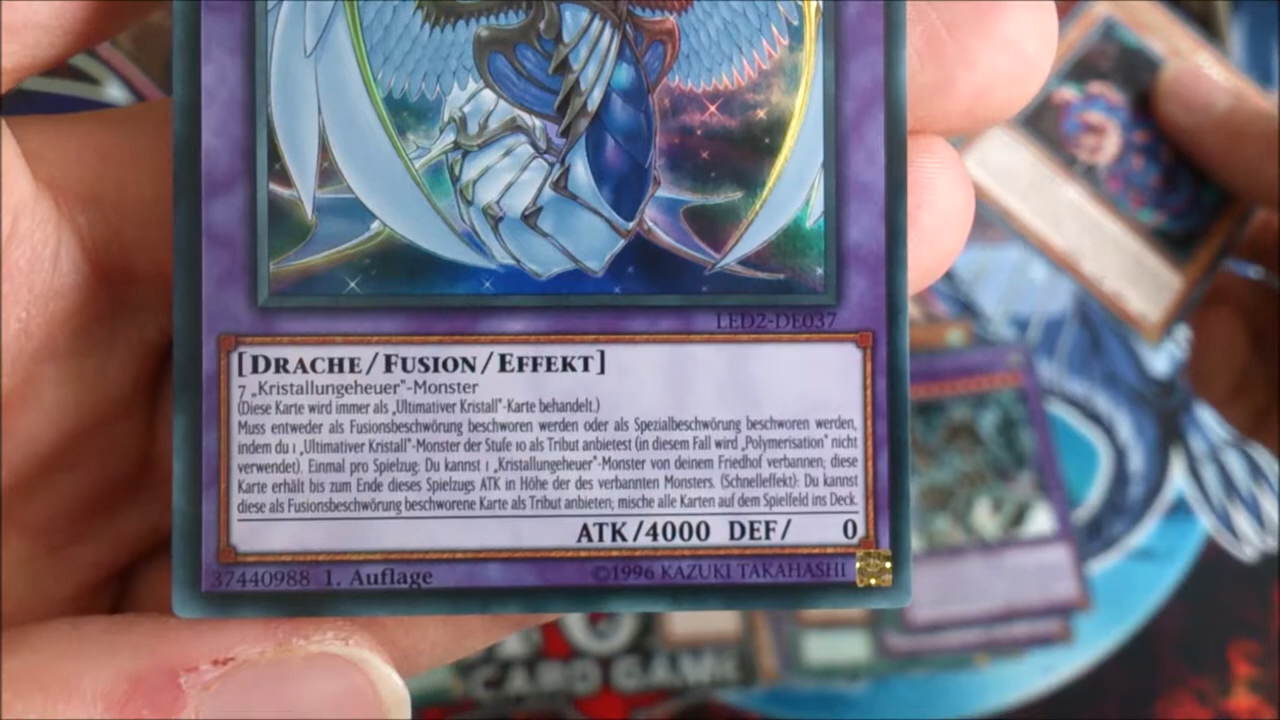 LED2-DE037
[DRACHE/FUSION/EFFEKT]
7 „Kristallungeheuer"-Monster
(Diese Karte wird immer als „Ultimativer Kristall"-Karte behandelt.)
Muss entweder als Fusionsbeschwörung beschworen werden oder als Spezialbeschwörung beschworen werden,
indem du 1 „Ultimativer Kristall"-Monster der Stufe 10 als Tribut anbietest (in diesem Fall wird „Polymerisation" nicht
verwendet). Einmal pro Spielzug: Du kannst 1 „Kristallungeheuer"-Monster von deinem Friedhof verbannen; diese
Karte erhält bis zum Ende dieses Spielzugs ATK in Höhe der des verbannten Monsters. (Schnelleffekt): Du kannst
diese als Fusionsbeschwörung beschworene Karte als Tribut anbieten; mische alle Karten auf dem Spielfeld ins Deck.
ATK/4000 DEF/ 0
37440988 1. Auflage ©1996 KAZUKI TAKAHASHI
CARD GAME